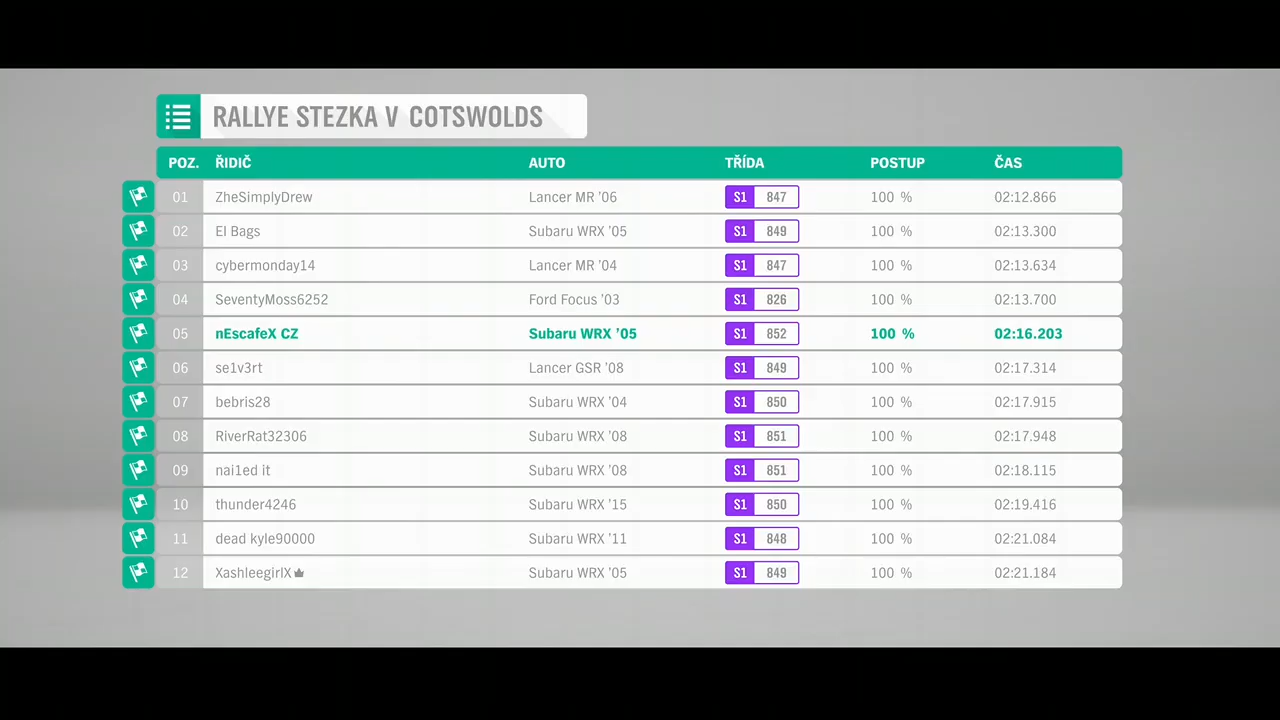 RALLYE STEZKA V COTSWOLDS
POZ. ŘIDIČ AUTO TŘÍDA POSTUP ČAS
01 ZheSimplyDrew Lancer MR ’06 S1 847 100 % 02:12.866
02 El Bags Subaru WRX ’05 S1 849 100 % 02:13.300
03 cybermonday14 Lancer MR ’04 S1 847 100 % 02:13.634
04 SeventyMoss6252 Ford Focus ’03 S1 826 100 % 02:13.700
05 nEscafeX CZ Subaru WRX ’05 S1 852 100 % 02:16.203
06 se1v3rt Lancer GSR ’08 S1 849 100 % 02:17.314
07 bebris28 Subaru WRX ’04 S1 850 100 % 02:17.915
08 RiverRat32306 Subaru WRX ’08 S1 851 100 % 02:17.948
09 nai1ed it Subaru WRX ’08 S1 851 100 % 02:18.115
10 thunder4246 Subaru WRX ’15 S1 850 100 % 02:19.416
11 dead kyle90000 Subaru WRX ’11 S1 848 100 % 02:21.084
12 XashleegirlX Subaru WRX ’05 S1 849 100 % 02:21.184